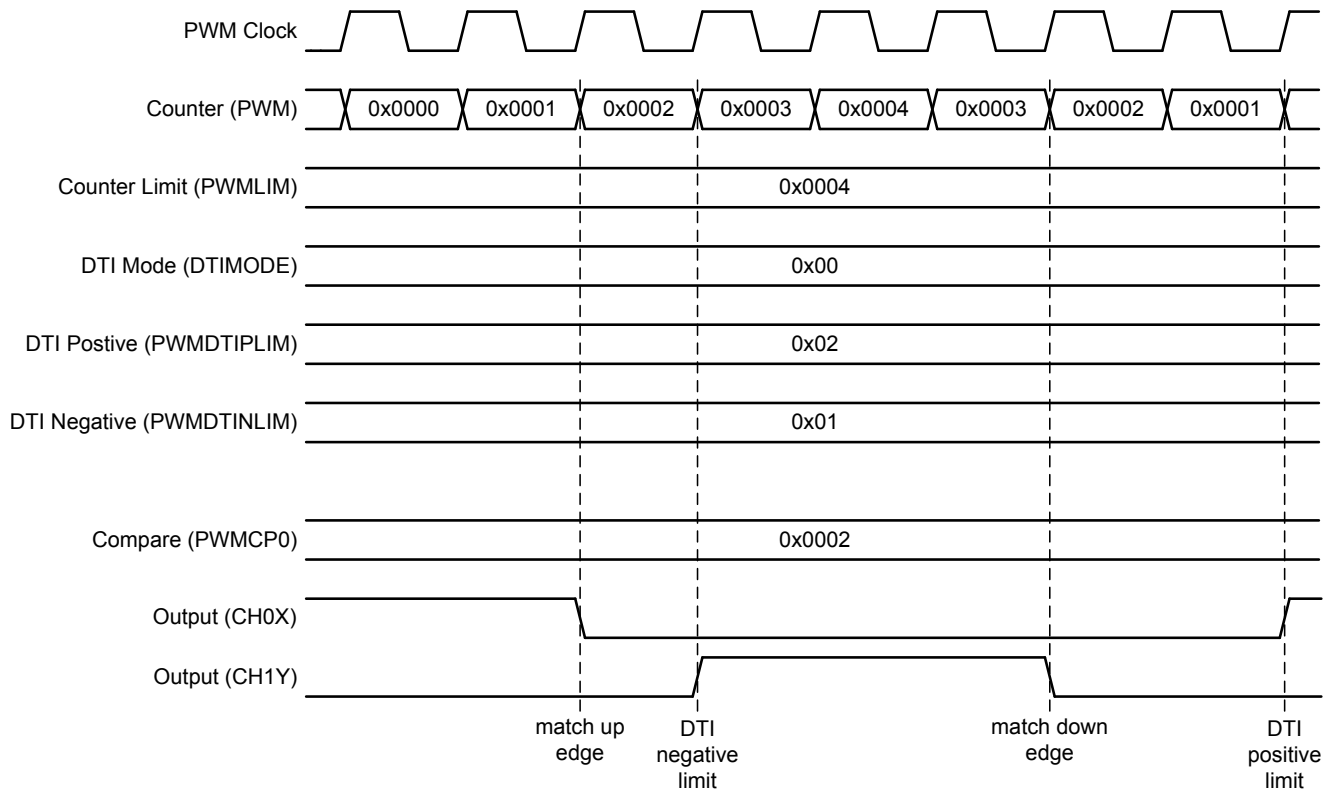 PWM Clock
Counter (PWM) 0x0000 0x0001 0x0002 0x0003 0x0004 0x0003 0x0002 0x0001
Counter Limit (PWMLIM) 0x0004
DTI Mode (DTIMODE) 0x00
DTI Postive (PWMDTIPLIM) 0x02
DTI Negative (PWMDTINLIM) 0x01
Compare (PWMCP0) 0x0002
Output (CH0X)
Output (CH1Y)
match up
edge
DTI
negative
limit
match down
edge
DTI
positive
limit